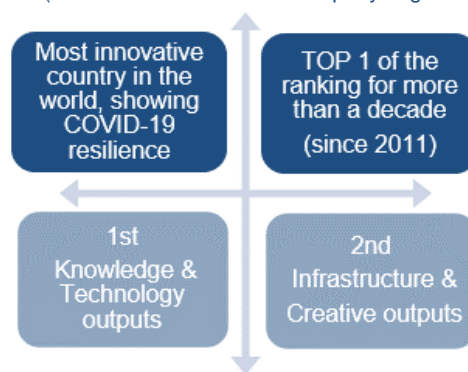 Most innovative
country in the
world, showing
COVID-19
resilience
TOP 1 of the
ranking for more
than a decade
(since 2011)
1st
Knowledge &
Technology
outputs
2nd
Infrastructure &
Creative outputs